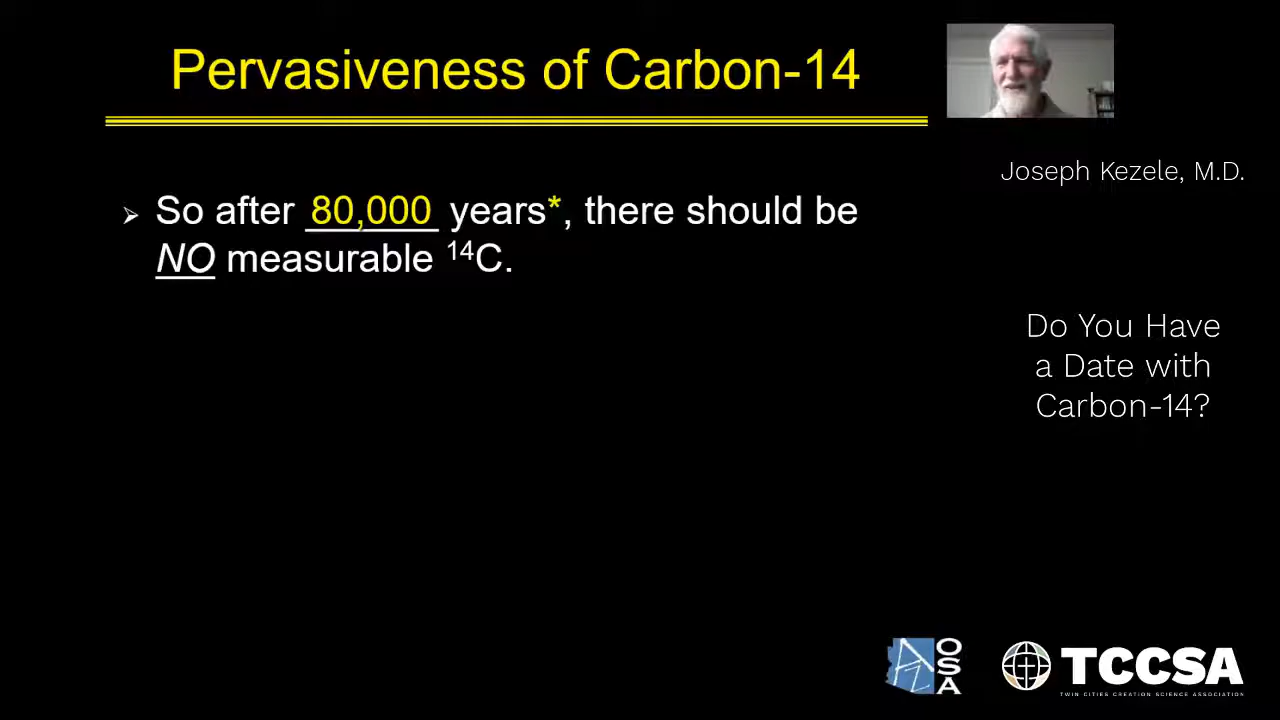 Pervasiveness of Carbon-14
So after 80,000 years*, there should be
NO measurable ¹⁴C.
Joseph Kezele, M.D.
Do You Have
a Date with
Carbon-14?
AZ
OSA
TCCSA
TWIN CITIES CREATION SCIENCE ASSOCIATION